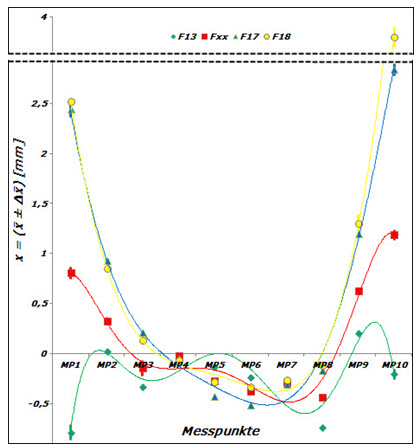 4
F13 Fxx F17 F18
2,5
2
1,5
1
0,5
0
-0,5
x = (x̄ ± Δx̄) [mm]
MP1 MP2 MP3 MP4 MP5 MP6 MP7 MP8 MP9 MP10
Messpunkte